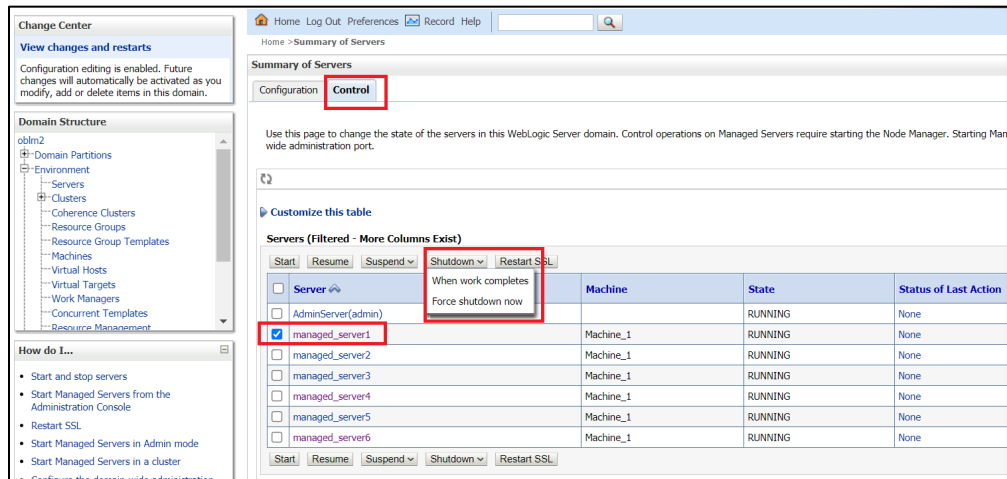 Change Center
View changes and restarts
Configuration editing is enabled. Future
changes will automatically be activated as you
modify, add or delete items in this domain.
Domain Structure
oblm2
Domain Partitions
Environment
Servers
Clusters
Coherence Clusters
Resource Groups
Resource Group Templates
Machines
Virtual Hosts
Virtual Targets
Work Managers
Concurrent Templates
Resource Management
How do I...
Start and stop servers
Start Managed Servers from the
Administration Console
Restart SSL
Start Managed Servers in Admin mode
Start Managed Servers in a cluster
Configure the domain-wide administration
Home Log Out Preferences Record Help
Home >Summary of Servers
Summary of Servers
Configuration Control
Use this page to change the state of the servers in this WebLogic Server domain. Control operations on Managed Servers require starting the Node Manager. Starting Man
wide administration port.
Customize this table
Servers (Filtered - More Columns Exist)
Start Resume Suspend Shutdown Restart SSL
When work completes
Force shutdown now
Server Machine State Status of Last Action
AdminServer(admin) RUNNING None
managed_server1 Machine_1 RUNNING None
managed_server2 Machine_1 RUNNING None
managed_server3 Machine_1 RUNNING None
managed_server4 Machine_1 RUNNING None
managed_server5 Machine_1 RUNNING None
managed_server6 Machine_1 RUNNING None
Start Resume Suspend Shutdown Restart SSL